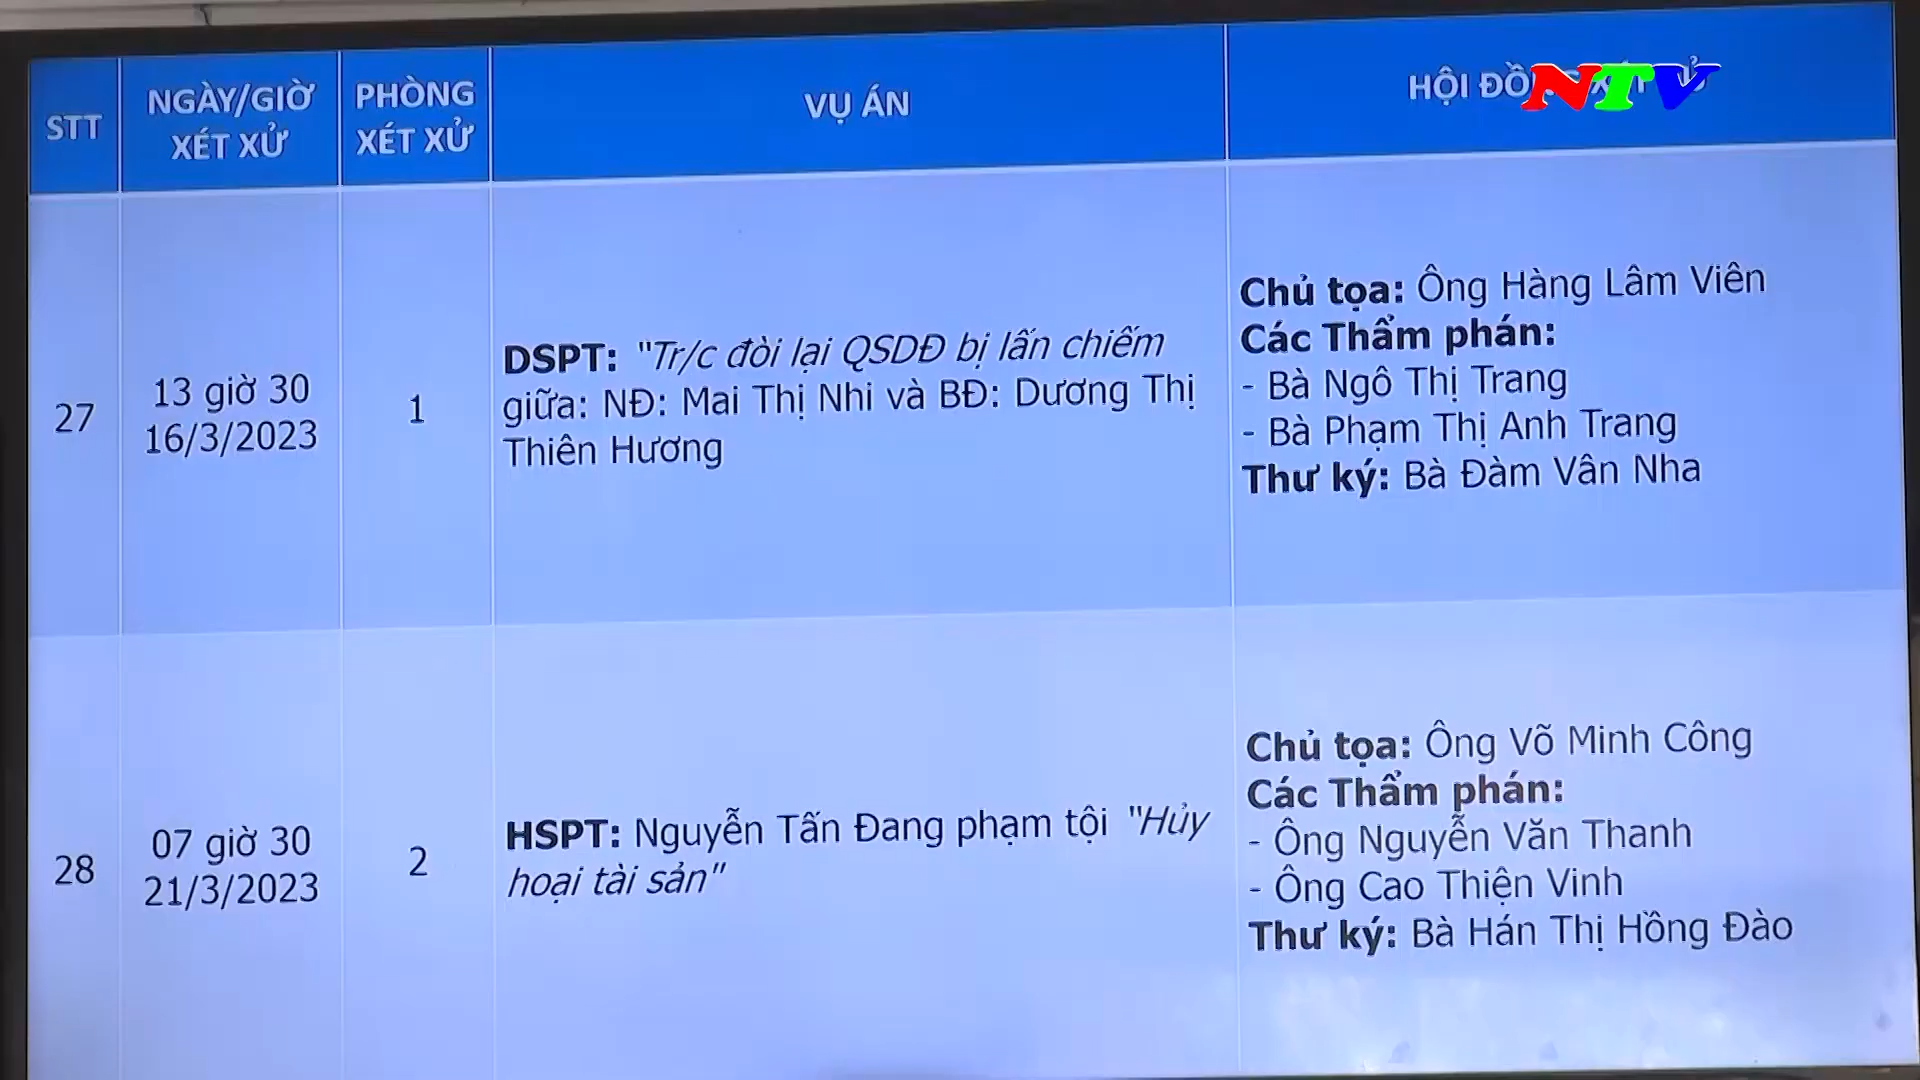 STT
NGÀY/GIỜ
XÉT XỬ
PHÒNG
XÉT XỬ
VỤ ÁN
HỘI
NTV
27
13 giờ 30
16/3/2023
1
DSPT: "Tr/c đòi lại QSDĐ bị lấn chiếm
giữa: NĐ: Mai Thị Nhi và BĐ: Dương Thị
Thiên Hương
Chủ tọa: Ông Hàng Lâm Viên
Các Thẩm phán:
- Bà Ngô Thị Trang
- Bà Phạm Thị Anh Trang
Thư ký: Bà Đàm Vân Nha
28
07 giờ 30
21/3/2023
2
HSPT: Nguyễn Tấn Đang phạm tội "Hủy
hoại tài sản"
Chủ tọa: Ông Võ Minh Công
Các Thẩm phán:
- Ông Nguyễn Văn Thanh
- Ông Cao Thiện Vinh
Thư ký: Bà Hán Thị Hồng Đào